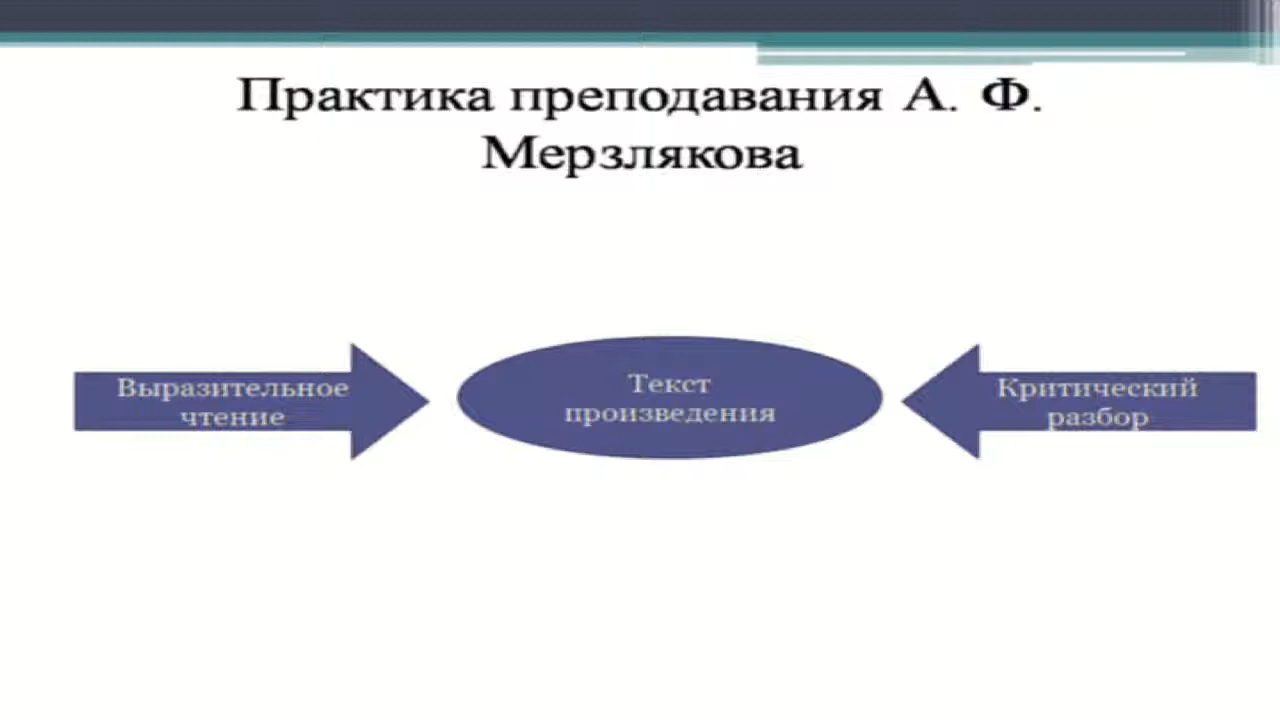 Практика преподавания А. Ф.
Мерзлякова
Выразительное
чтение
Текст
произведения
Критический
разбор